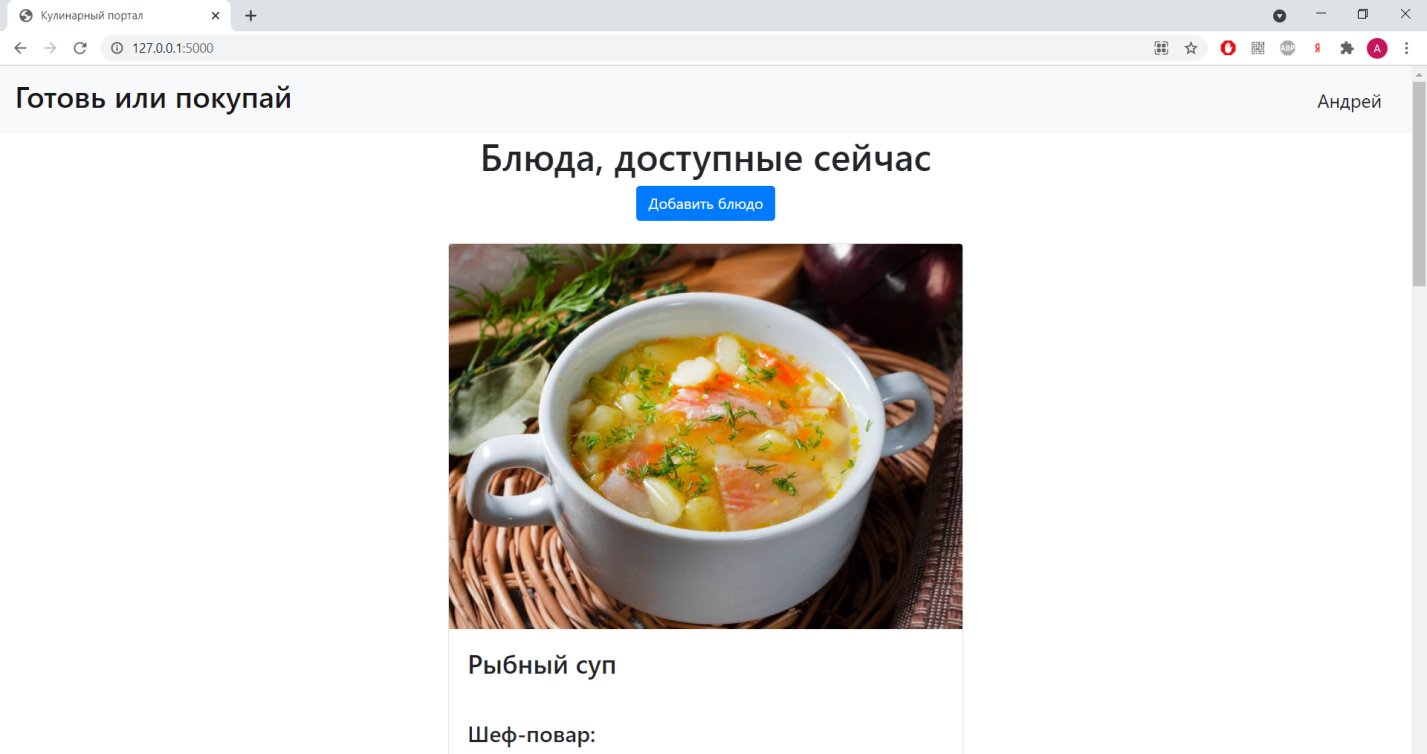 Кулинарный портал
127.0.0.1:5000
ABP
Я
A
Готовь или покупай
Андрей
Блюда, доступные сейчас
Добавить блюдо
Рыбный суп
Шеф-повар: